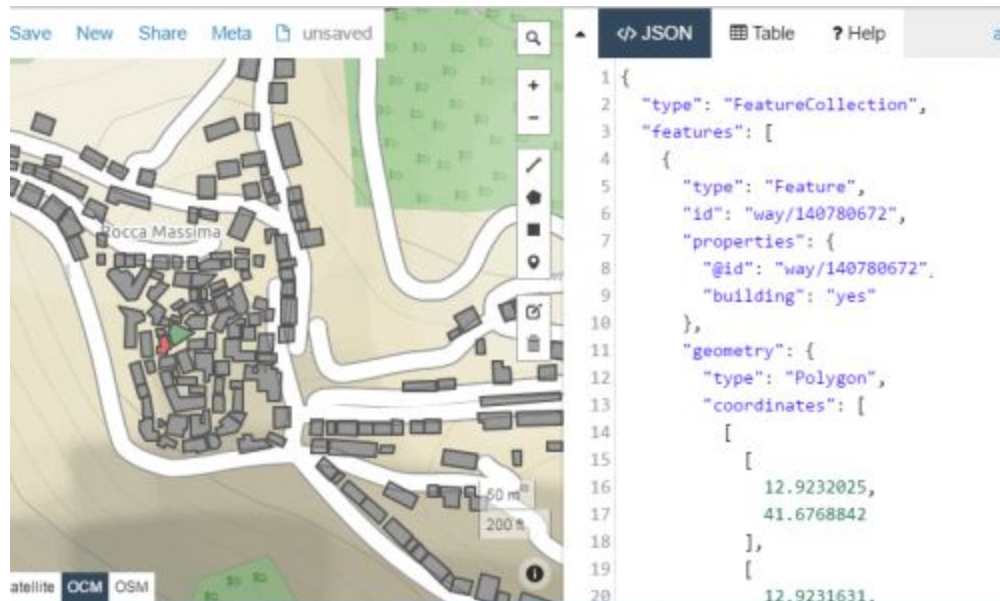 Save New Share Meta unsaved
</> JSON Table ? Help
Rocca Massima
50 m
200 ft
OCM OSM
1 {
2 "type": "FeatureCollection",
3 "features": [
4 {
5 "type": "Feature",
6 "id": "way/140780672",
7 "properties": {
8 "@id": "way/140780672",
9 "building": "yes"
10 },
11 "geometry": {
12 "type": "Polygon",
13 "coordinates": [
14 [
15 [
16 12.9232025,
17 41.6768842
18 ],
19 [
20 12.9231631,